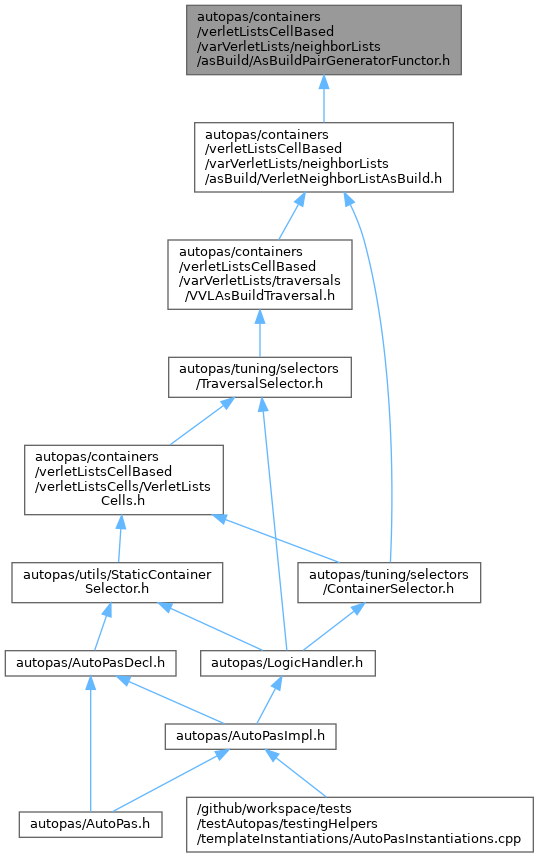 autopas/containers
/verletListsCellBased
/varVerletLists/neighborLists
/asBuild/AsBuildPairGeneratorFunctor.h
autopas/containers
/verletListsCellBased
/varVerletLists/neighborLists
/asBuild/VerletNeighborListAsBuild.h
autopas/containers
/verletListsCellBased
/varVerletLists/traversals
/VVLAsBuildTraversal.h
autopas/tuning/selectors
/TraversalSelector.h
autopas/containers
/verletListsCellBased
/verletListsCells/VerletLists
Cells.h
autopas/utils/StaticContainer
Selector.h
autopas/tuning/selectors
/ContainerSelector.h
autopas/AutoPasDecl.h
autopas/LogicHandler.h
autopas/AutoPasImpl.h
autopas/AutoPas.h
/github/workspace/tests
/testAutopas/testingHelpers
/templateInstantiations/AutoPasInstantiations.cpp